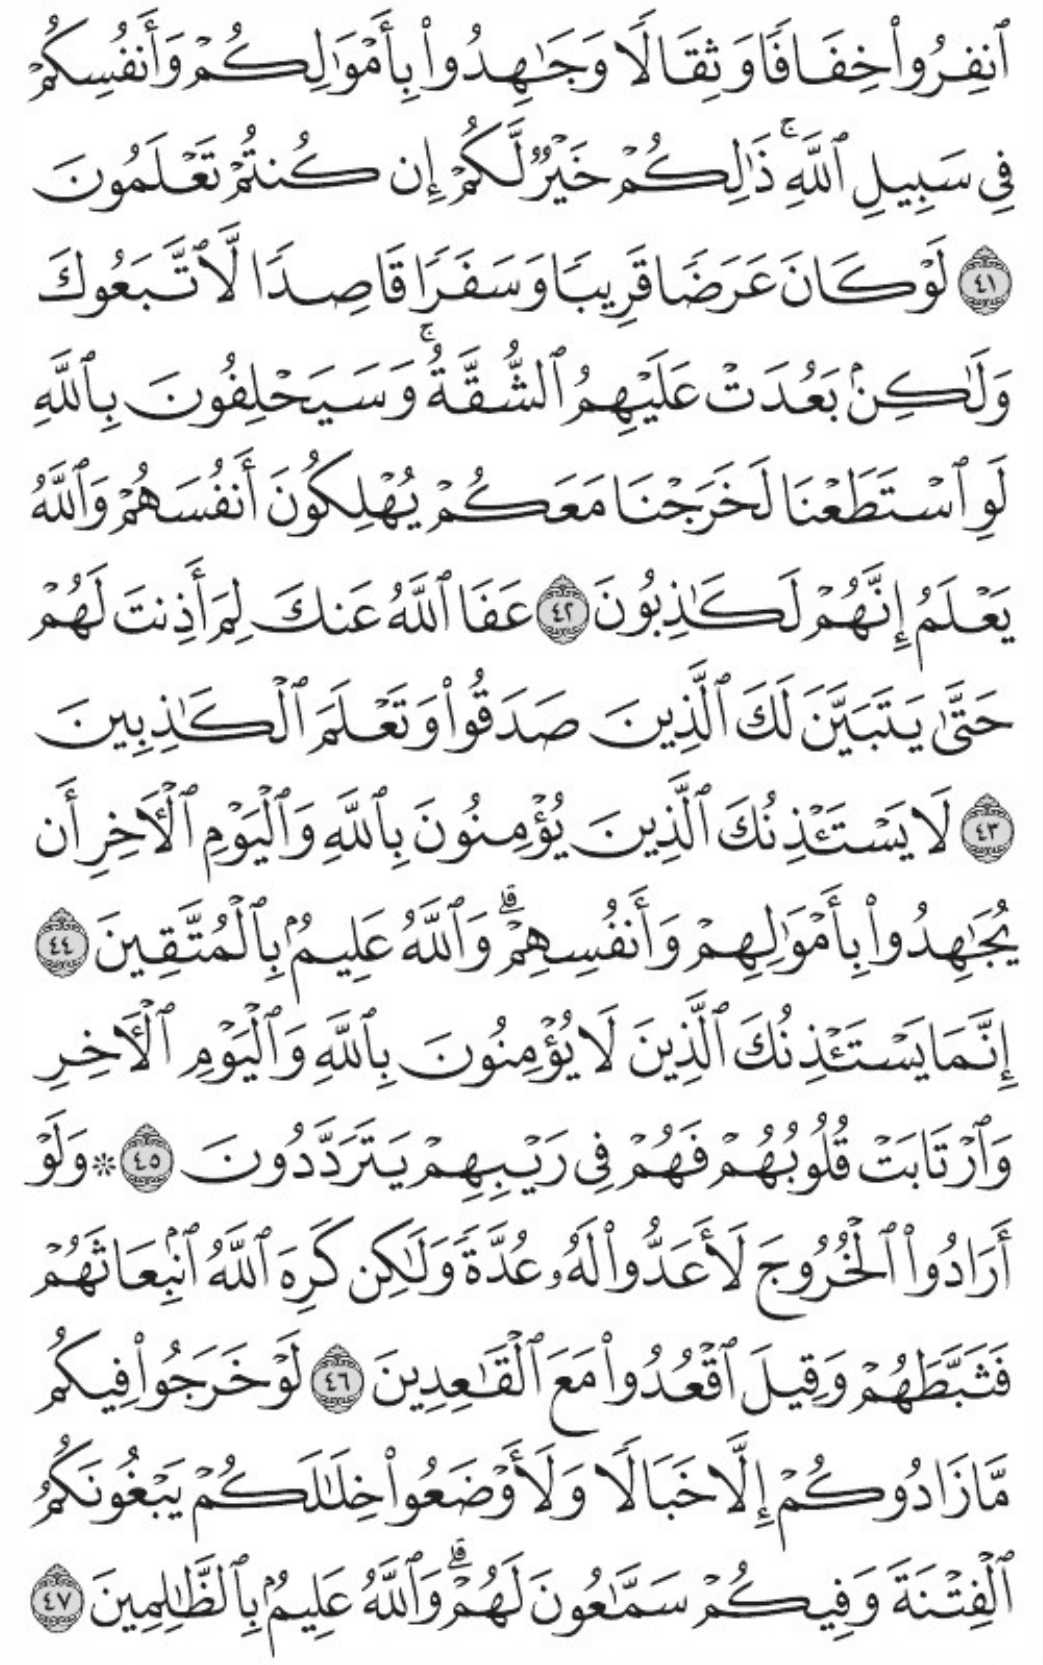 ٱنفِرُوا۟ خِفَافًا وَثِقَالًا وَجَـٰهِدُوا۟ بِأَمْوَٰلِكُمْ وَأَنفُسِكُمْ
فِى سَبِيلِ ٱللَّهِ ۚ ذَٰلِكُمْ خَيْرٌ لَّكُمْ إِن كُنتُمْ تَعْلَمُونَ
٤١ لَوْ كَانَ عَرَضًا قَرِيبًا وَسَفَرًا قَاصِدًا لَّٱتَّبَعُوكَ
وَلَـٰكِنۢ بَعُدَتْ عَلَيْهِمُ ٱلشُّقَّةُ ۚ وَسَيَحْلِفُونَ بِٱللَّهِ
لَوِ ٱسْتَطَعْنَا لَخَرَجْنَا مَعَكُمْ يُهْلِكُونَ أَنفُسَهُمْ وَٱللَّهُ
يَعْلَمُ إِنَّهُمْ لَكَـٰذِبُونَ ٤٢ عَفَا ٱللَّهُ عَنكَ لِمَ أَذِنتَ لَهُمْ
حَتَّىٰ يَتَبَيَّنَ لَكَ ٱلَّذِينَ صَدَقُوا۟ وَتَعْلَمَ ٱلْكَـٰذِبِينَ
٤٣ لَا يَسْتَـْٔذِنُكَ ٱلَّذِينَ يُؤْمِنُونَ بِٱللَّهِ وَٱلْيَوْمِ ٱلْـَٔاخِرِ أَن
يُجَـٰهِدُوا۟ بِأَمْوَٰلِهِمْ وَأَنفُسِهِمْ ۗ وَٱللَّهُ عَلِيمٌۢ بِٱلْمُتَّقِينَ ٤٤
إِنَّمَا يَسْتَـْٔذِنُكَ ٱلَّذِينَ لَا يُؤْمِنُونَ بِٱللَّهِ وَٱلْيَوْمِ ٱلْـَٔاخِرِ
وَٱرْتَابَتْ قُلُوبُهُمْ فَهُمْ فِى رَيْبِهِمْ يَتَرَدَّدُونَ ٤٥ * وَلَوْ
أَرَادُوا۟ ٱلْخُرُوجَ لَأَعَدُّوا۟ لَهُۥ عُدَّةً وَلَـٰكِن كَرِهَ ٱللَّهُ ٱنۢبِعَاثَهُمْ
فَثَبَّطَهُمْ وَقِيلَ ٱقْعُدُوا۟ مَعَ ٱلْقَـٰعِدِينَ ٤٦ لَوْ خَرَجُوا۟ فِيكُم
مَّا زَادُوكُمْ إِلَّا خَبَالًا وَلَأَوْضَعُوا۟ خِلَـٰلَكُمْ يَبْغُونَكُمُ
ٱلْفِتْنَةَ وَفِيكُمْ سَمَّـٰعُونَ لَهُمْ ۗ وَٱللَّهُ عَلِيمٌۢ بِٱلظَّـٰلِمِينَ ٤٧